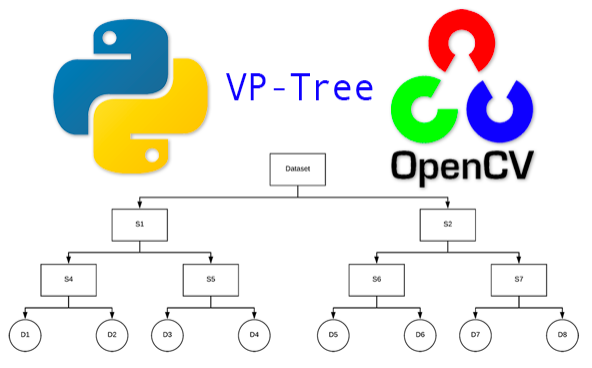 VP-Tree
OpenCV
Dataset
S1
S2
S4
S5
S6
S7
D1
D2
D3
D4
D5
D6
D7
D8